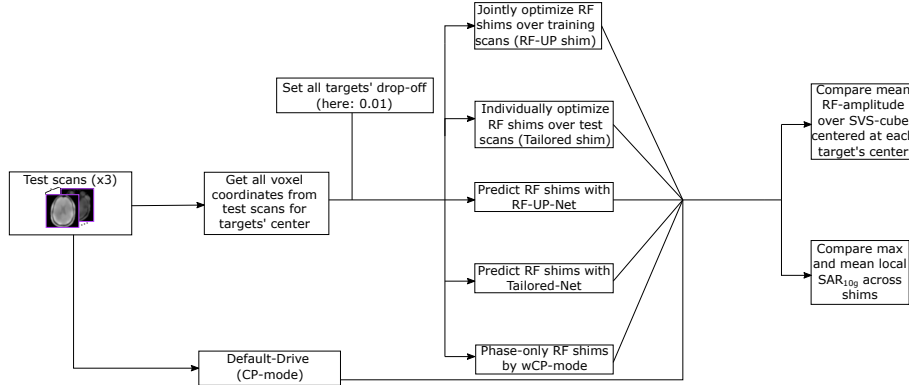 Jointly optimize RF
shims over training
scans (RF-UP shim)
Set all targets' drop-off
(here: 0.01)
Individually optimize
RF shims over test
scans (Tailored shim)
Compare mean
RF-amplitude
over SVS-cube
centered at each
target's center
Test scans (x3)
Get all voxel
coordinates from
test scans for
targets' center
Predict RF shims with
RF-UP-Net
Predict RF shims with
Tailored-Net
Compare max
and mean local
SAR10g across
shims
Default-Drive
(CP-mode)
Phase-only RF shims
by wCP-mode